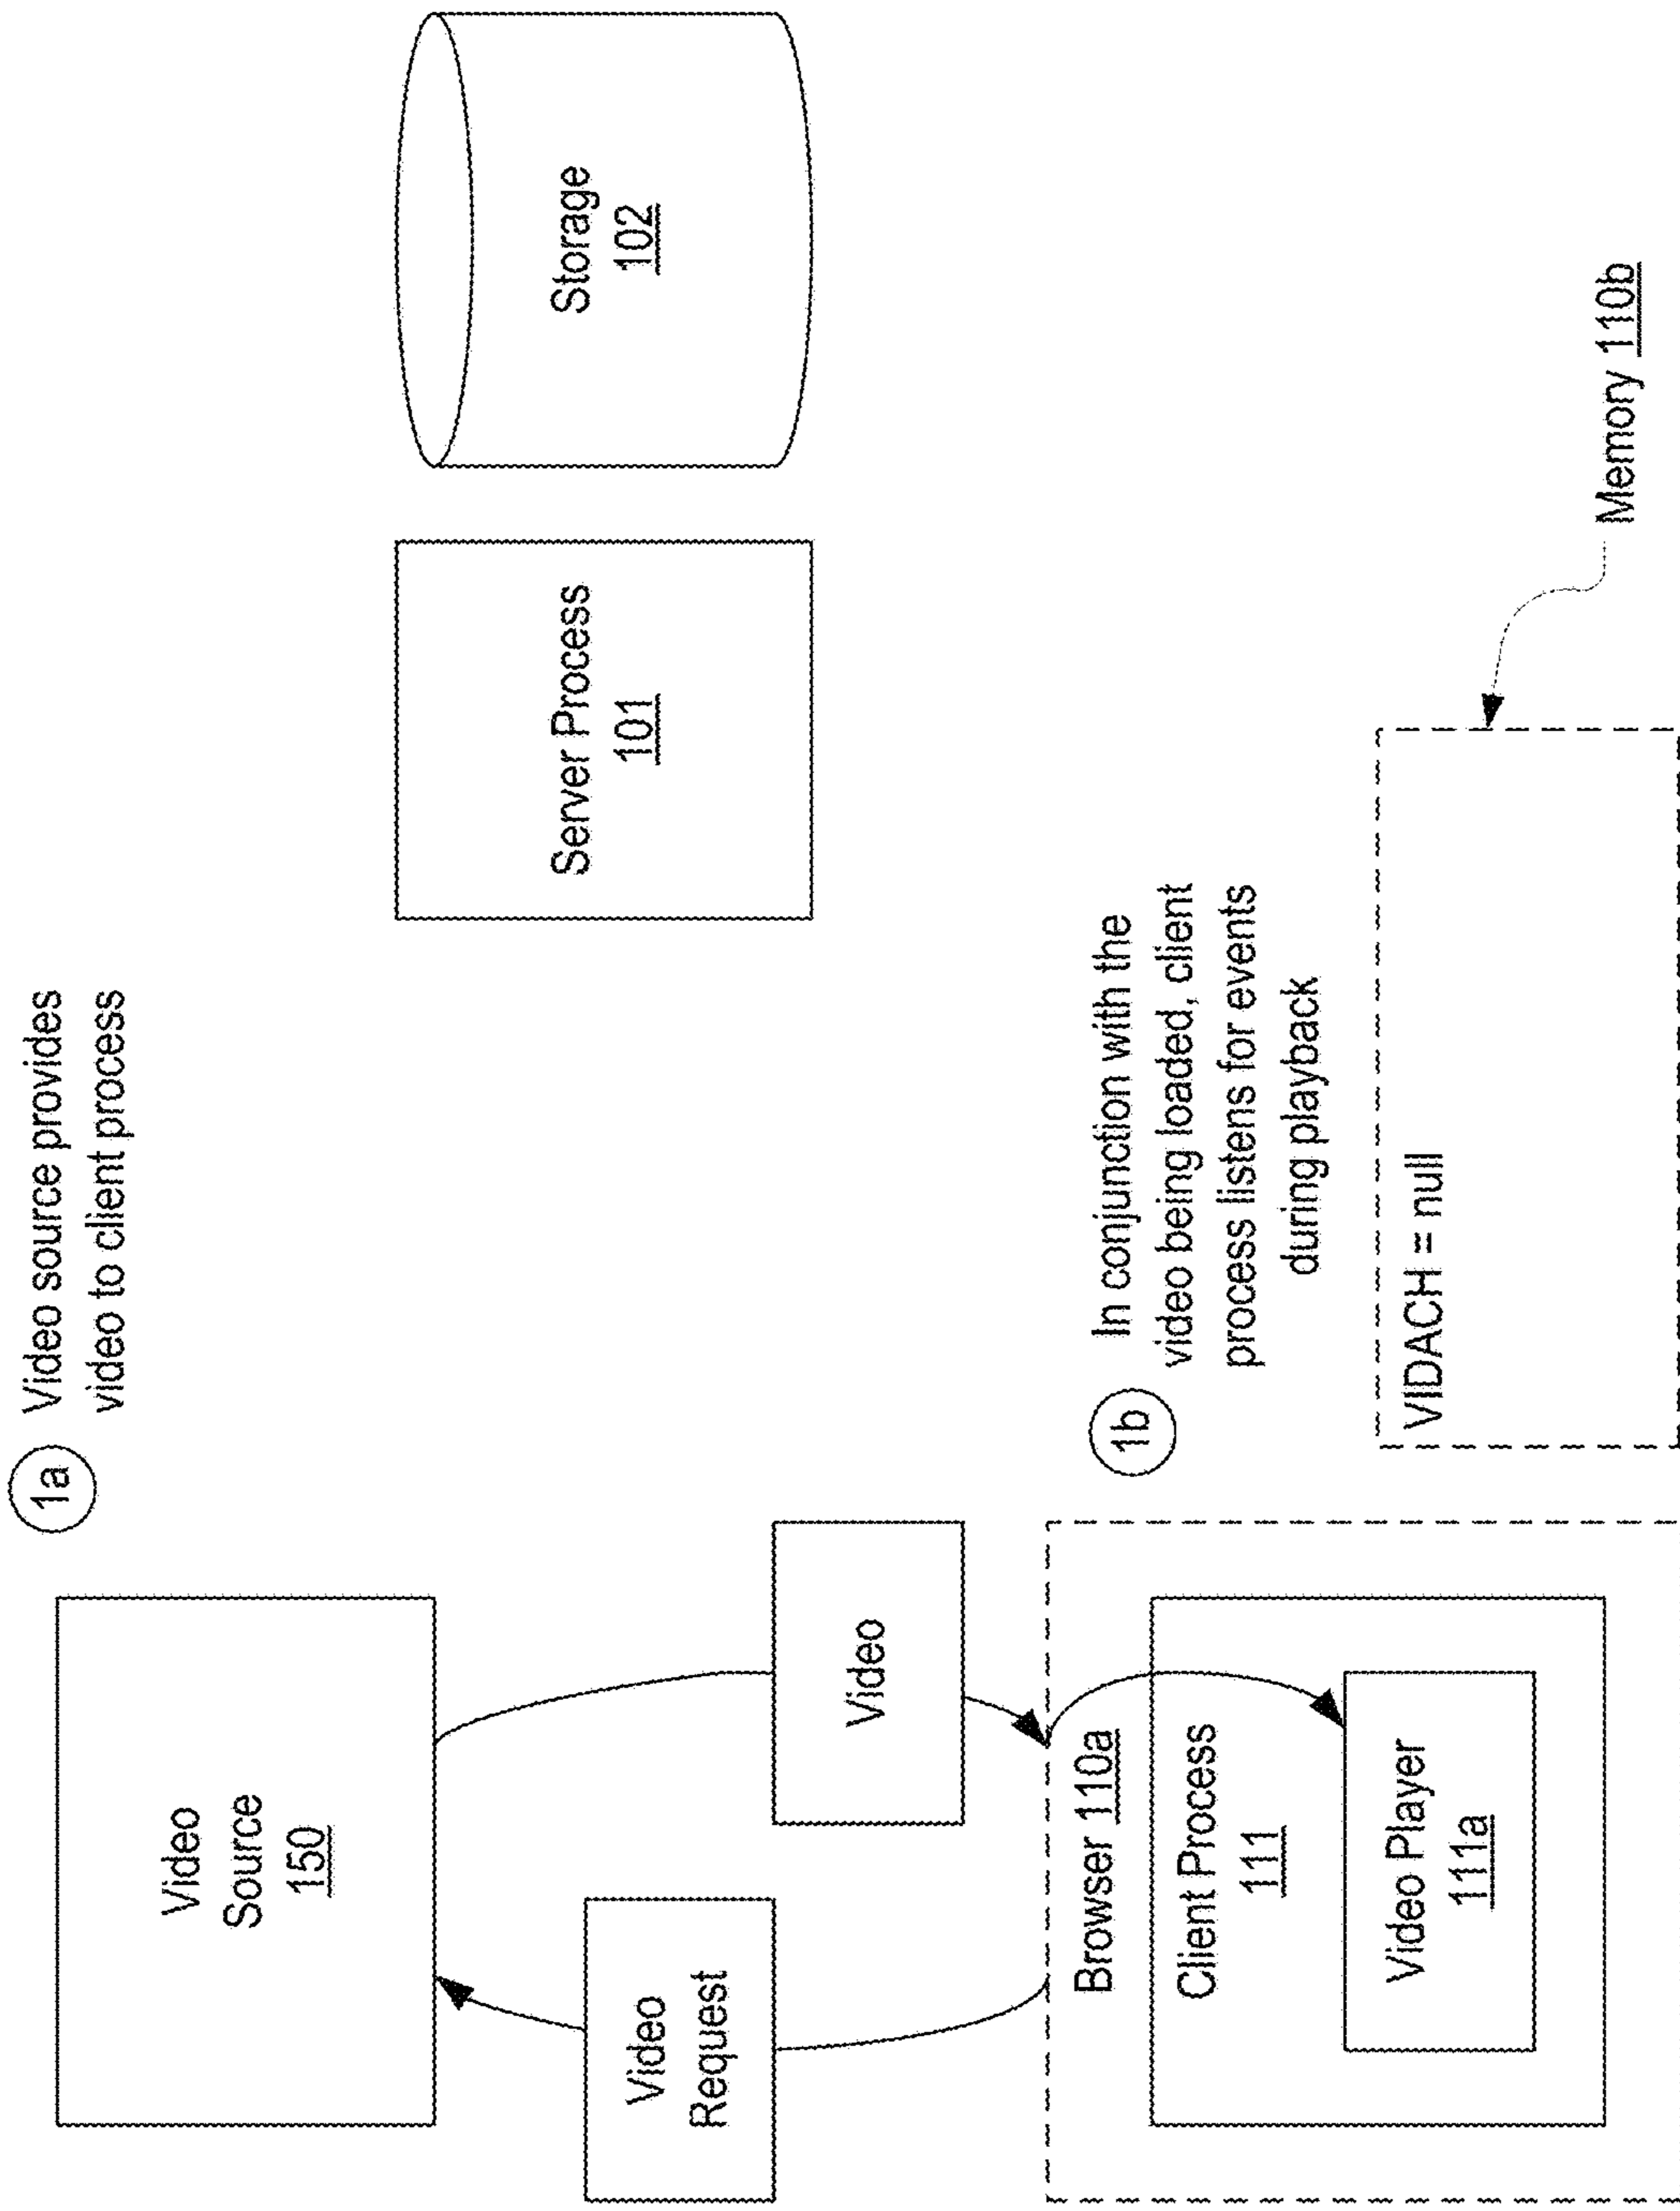 1a
Video source provides
video to client process
Video
Source
150
Server Process
101
Storage
102
Video
Request
Video
Browser 110a
Client Process
111
Video Player
111a
1b
In conjunction with the
video being loaded, client
process listens for events
during playback
VIDACH = null
Memory 110b